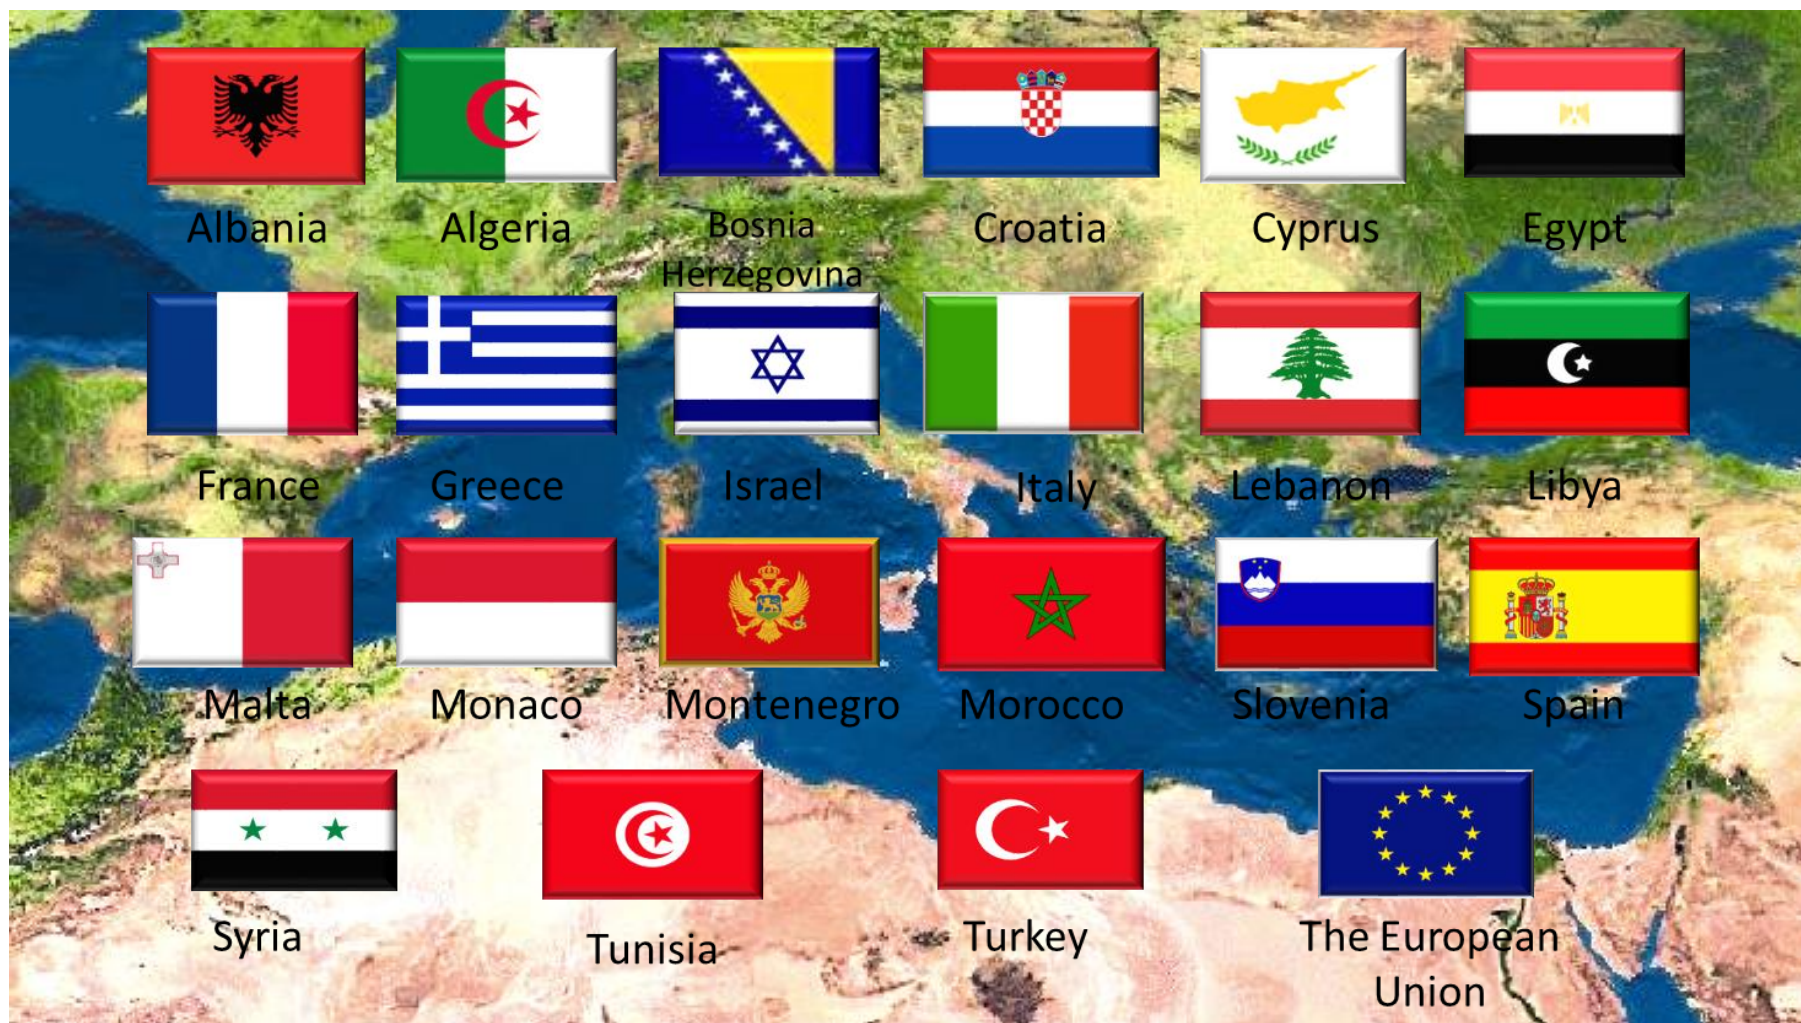 Albania
Algeria
Bosnia
Herzegovina
Croatia
Cyprus
Egypt
France
Greece
Israel
Italy
Lebanon
Libya
Malta
Monaco
Montenegro
Morocco
Slovenia
Spain
Syria
Tunisia
Turkey
The European
Union